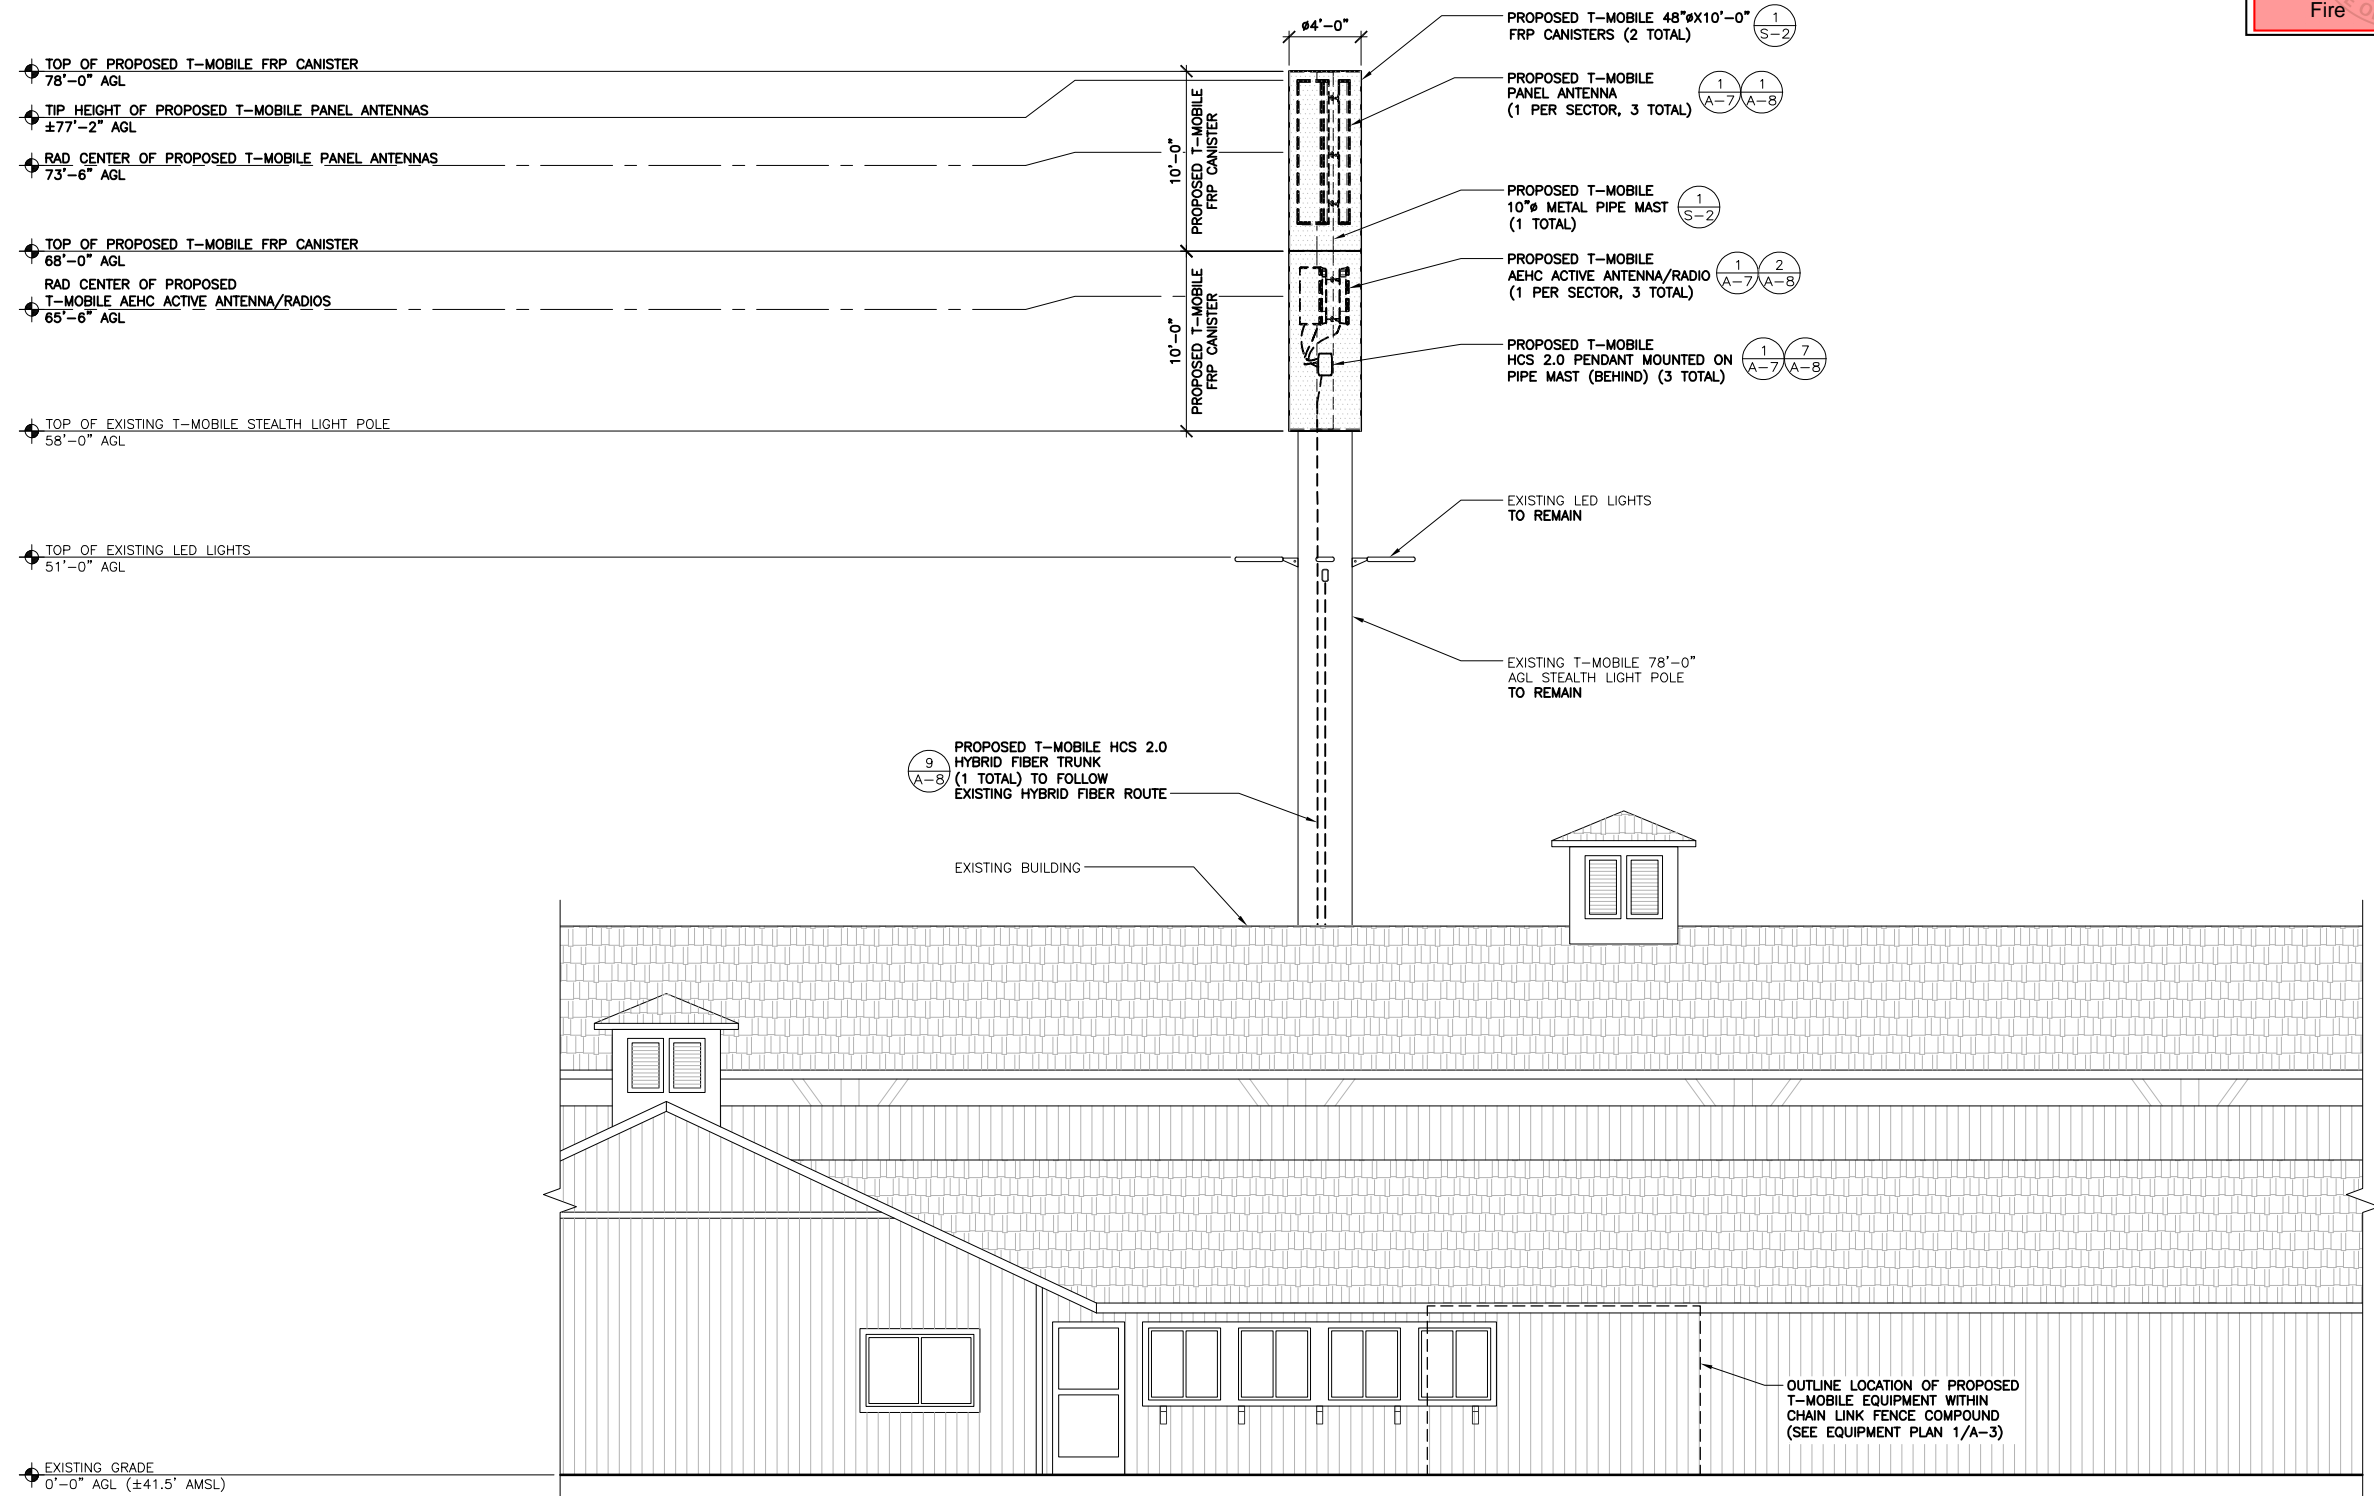 Fire
ø4'-0"
PROPOSED T-MOBILE 48"øX10'-0"
FRP CANISTERS (2 TOTAL)
1
S-2
TOP OF PROPOSED T-MOBILE FRP CANISTER
78'-0" AGL
TIP HEIGHT OF PROPOSED T-MOBILE PANEL ANTENNAS
±77'-2" AGL
RAD CENTER OF PROPOSED T-MOBILE PANEL ANTENNAS
73'-6" AGL
10'-0"
PROPOSED T-MOBILE
FRP CANISTER
PROPOSED T-MOBILE
PANEL ANTENNA
(1 PER SECTOR, 3 TOTAL)
1
A-7
1
A-8
PROPOSED T-MOBILE
10"ø METAL PIPE MAST
(1 TOTAL)
1
S-2
TOP OF PROPOSED T-MOBILE FRP CANISTER
68'-0" AGL
RAD CENTER OF PROPOSED
T-MOBILE AEHC ACTIVE ANTENNA/RADIOS
65'-6" AGL
10'-0"
PROPOSED T-MOBILE
FRP CANISTER
PROPOSED T-MOBILE
AEHC ACTIVE ANTENNA/RADIO
(1 PER SECTOR, 3 TOTAL)
1
A-7
2
A-8
PROPOSED T-MOBILE
HCS 2.0 PENDANT MOUNTED ON
PIPE MAST (BEHIND) (3 TOTAL)
1
A-7
7
A-8
TOP OF EXISTING T-MOBILE STEALTH LIGHT POLE
58'-0" AGL
EXISTING LED LIGHTS
TO REMAIN
TOP OF EXISTING LED LIGHTS
51'-0" AGL
EXISTING T-MOBILE 78'-0"
AGL STEALTH LIGHT POLE
TO REMAIN
9
A-8
PROPOSED T-MOBILE HCS 2.0
HYBRID FIBER TRUNK
(1 TOTAL) TO FOLLOW
EXISTING HYBRID FIBER ROUTE
EXISTING BUILDING
OUTLINE LOCATION OF PROPOSED
T-MOBILE EQUIPMENT WITHIN
CHAIN LINK FENCE COMPOUND
(SEE EQUIPMENT PLAN 1/A-3)
EXISTING GRADE
0'-0" AGL (±41.5' AMSL)